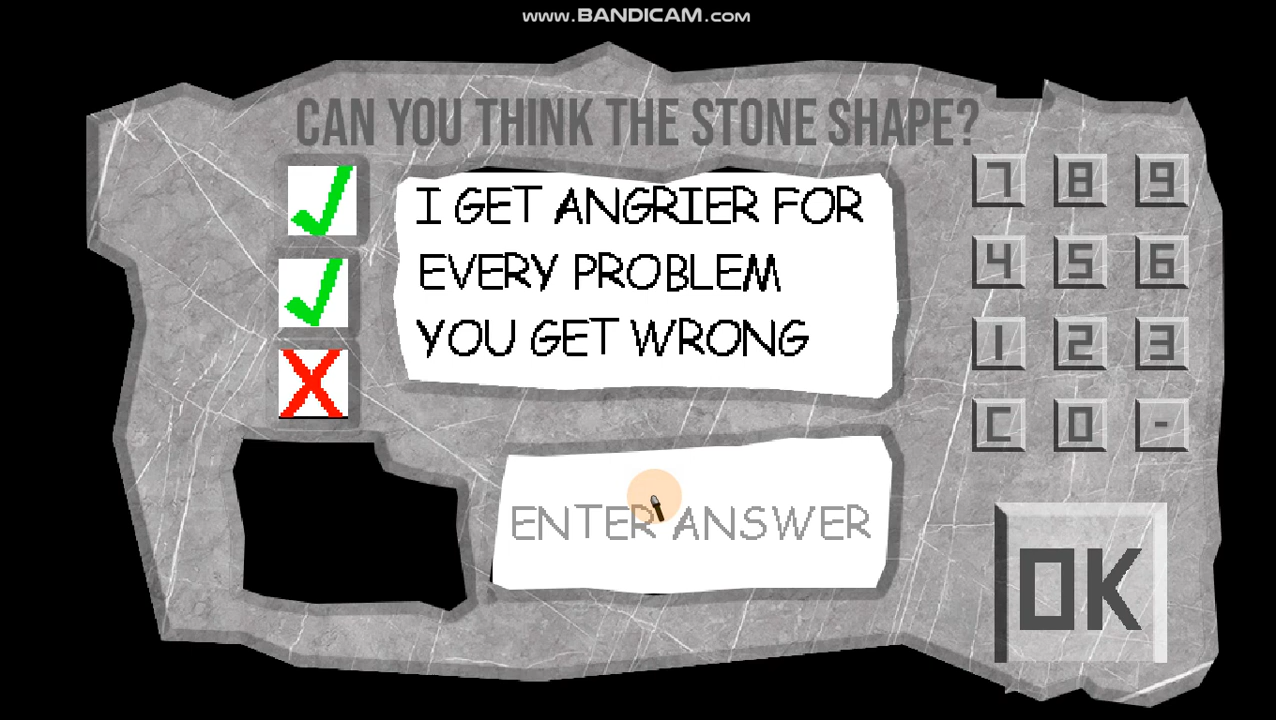 www.BANDICAM.com
CAN YOU THINK THE STONE SHAPE?
I GET ANGRIER FOR
EVERY PROBLEM
YOU GET WRONG
7 8 9
4 5 6
1 2 3
C 0 -
ENTER ANSWER
OK